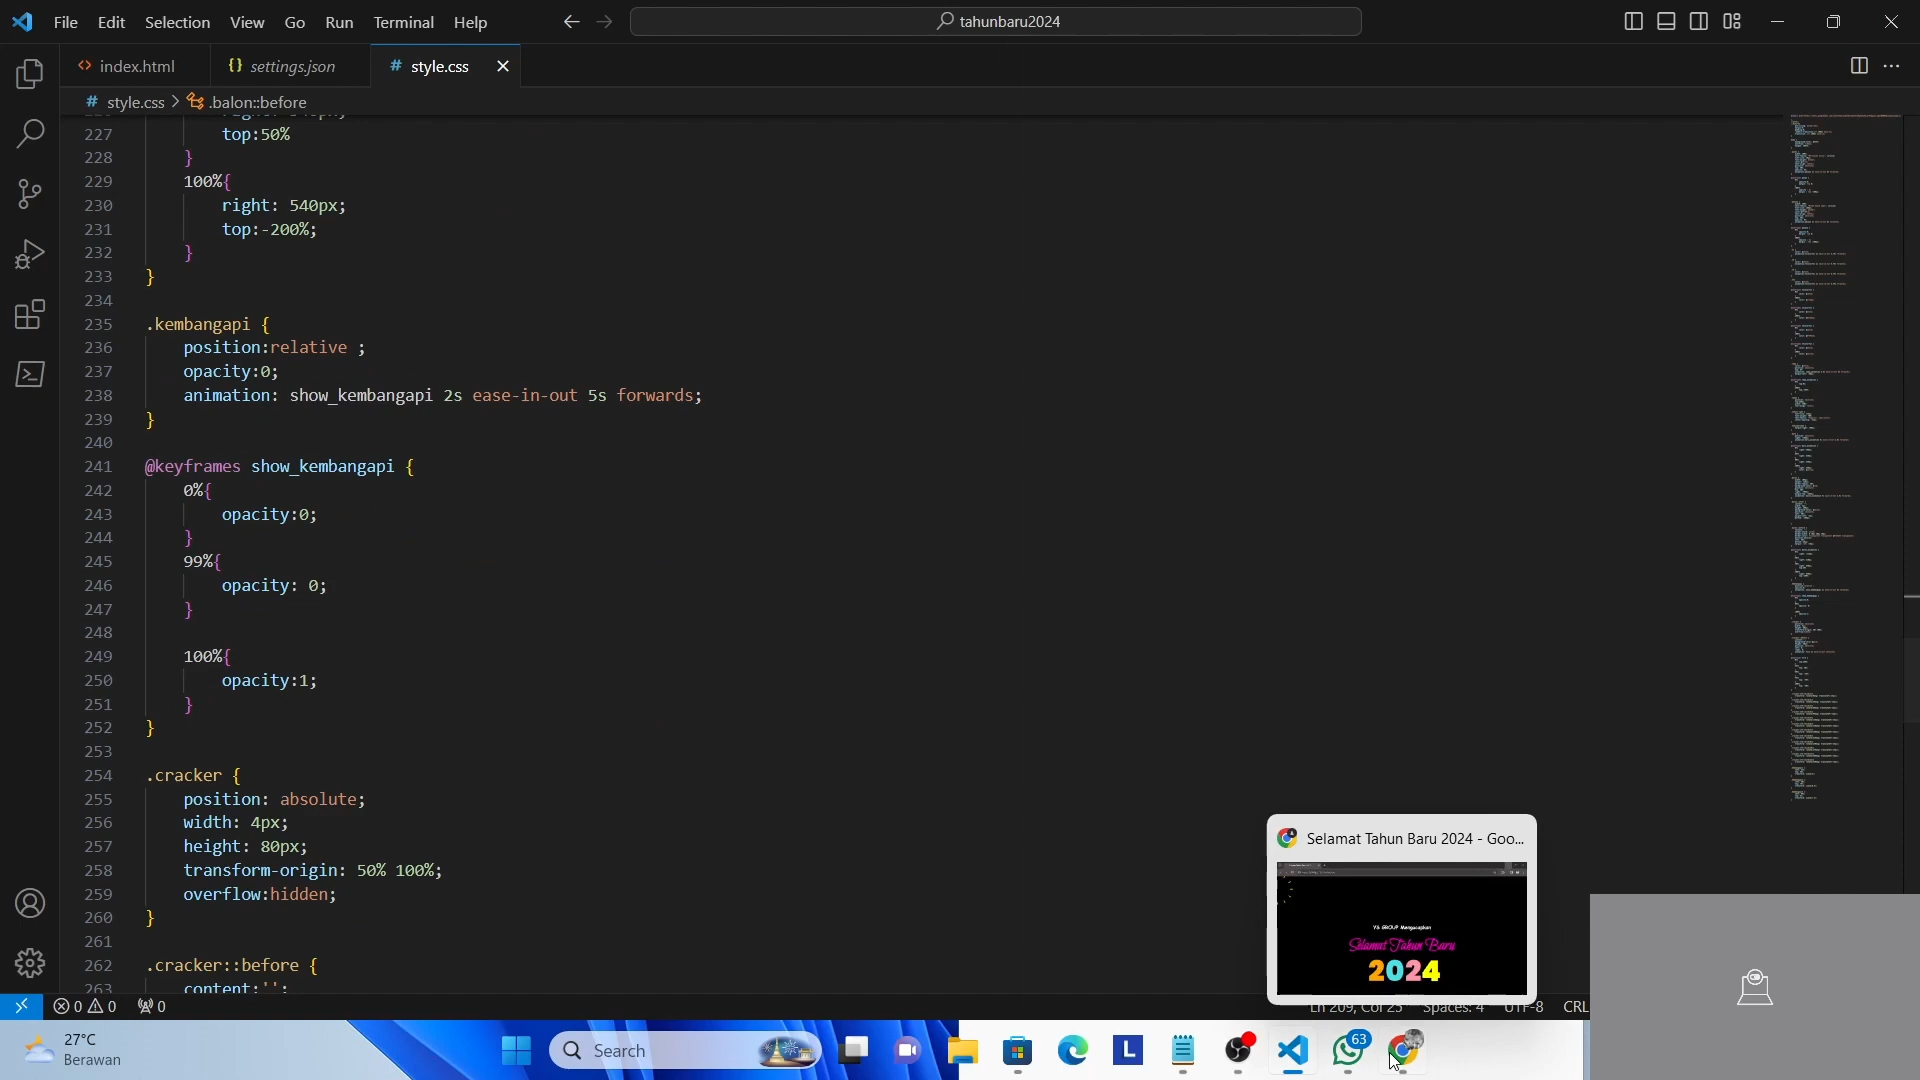 File Edit Selection View Go Run Terminal Help
tahunbaru2024
index.html
settings.json
# style.css
# style.css > .balon::before
227 top:50%
228 }
229 100%{
230 right: 540px;
231 top:-200%;
232 }
233 }
234
235 .kembangapi {
236 position:relative ;
237 opacity:0;
238 animation: show_kembangapi 2s ease-in-out 5s forwards;
239 }
240
241 @keyframes show_kembangapi {
242 0%{
243 opacity:0;
244 }
245 99%{
246 opacity: 0;
247 }
248
249 100%{
250 opacity:1;
251 }
252 }
253
254 .cracker {
255 position: absolute;
256 width: 4px;
257 height: 80px;
258 transform-origin: 50% 100%;
259 overflow:hidden;
260 }
261
262 .cracker::before {
263 content:'';
Selamat Tahun Baru 2024 - Goo...
YS GROUP Mengucapkan
Selamat Tahun Baru
2024
0 0 0
Ln 209, Col 25 Spaces: 4 UTF-8 CRL
27°C
Berawan
Search
L
63